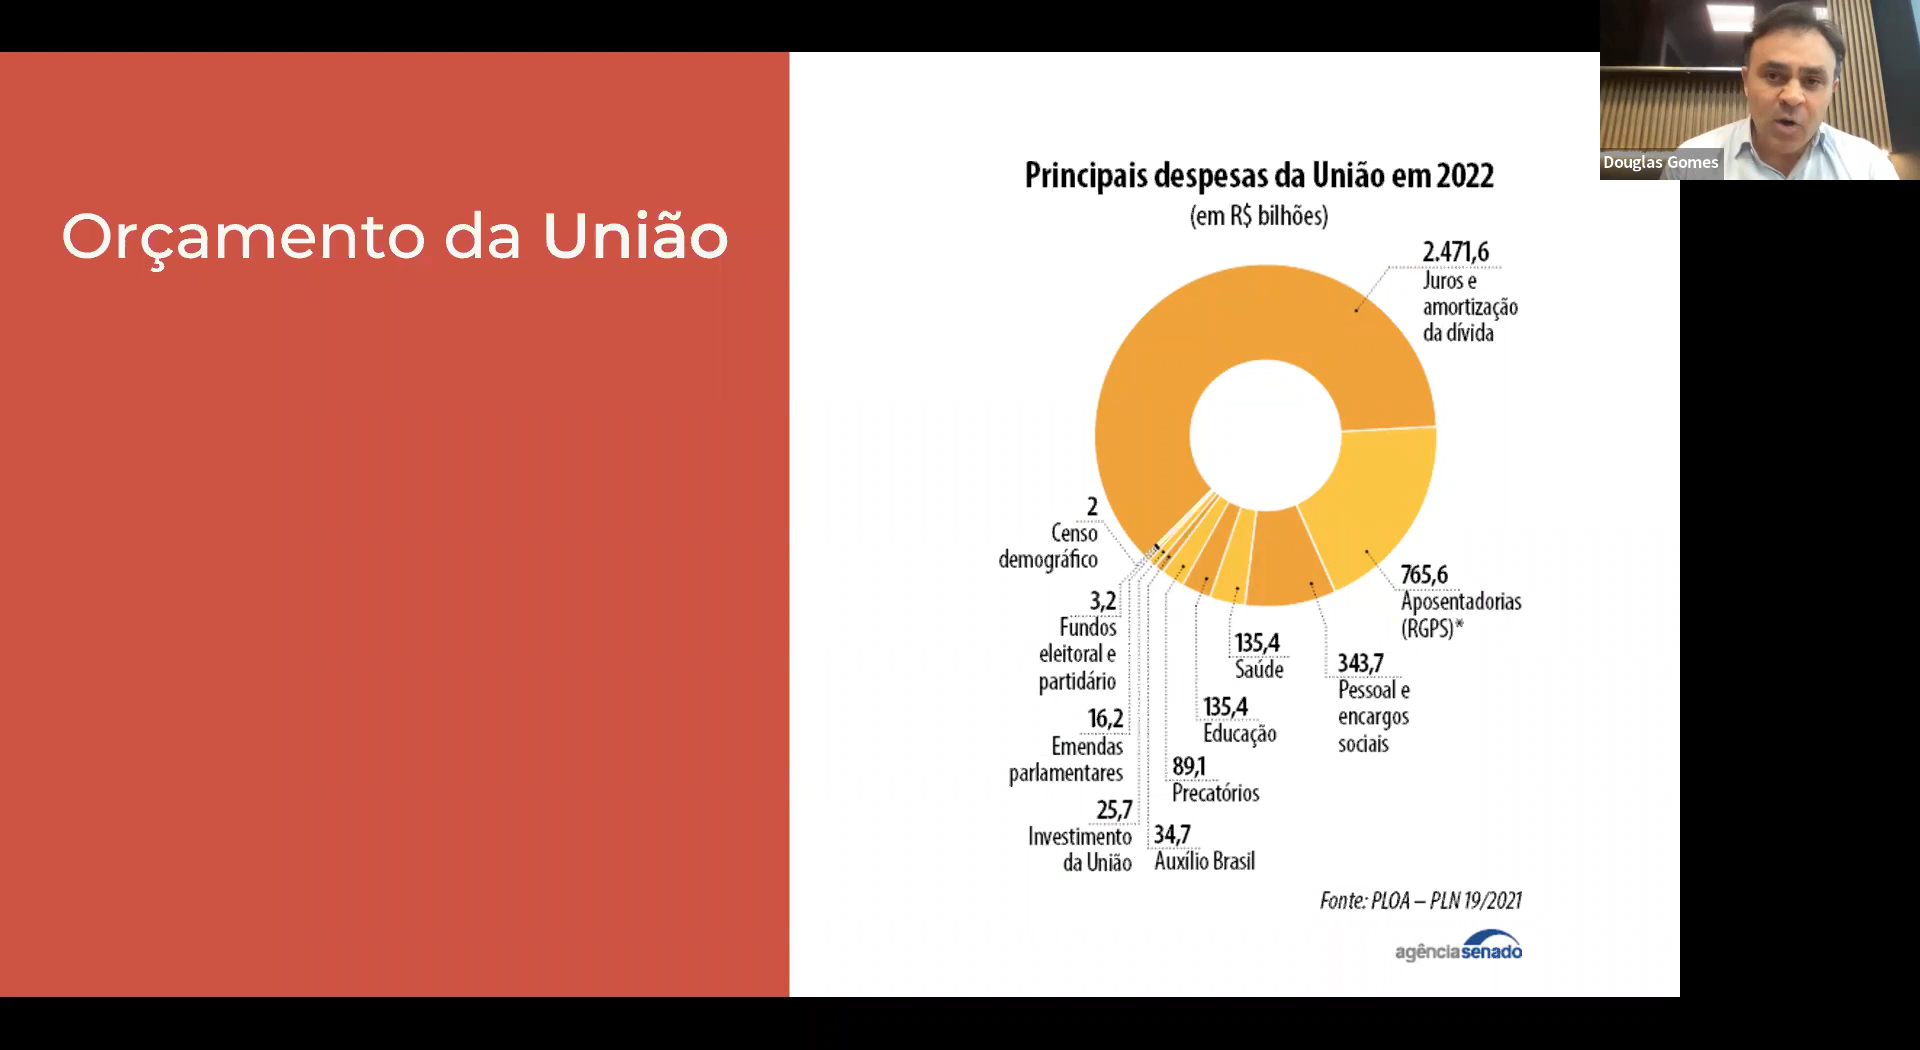 Orçamento da União
Douglas Gomes
Principais despesas da União em 2022
(em R$ bilhões)
2.471,6
Juros e
amortização
da dívida
765,6
Aposentadorias
(RGPS)*
343,7
Pessoal e
encargos
sociais
135,4
Saúde
135,4
Educação
89,1
Precatórios
34,7
Auxílio Brasil
25,7
Investimento
da União
16,2
Emendas
parlamentares
3,2
Fundos
eleitoral e
partidário
2
Censo
demográfico
Fonte: PLOA – PLN 19/2021
agênciasenado